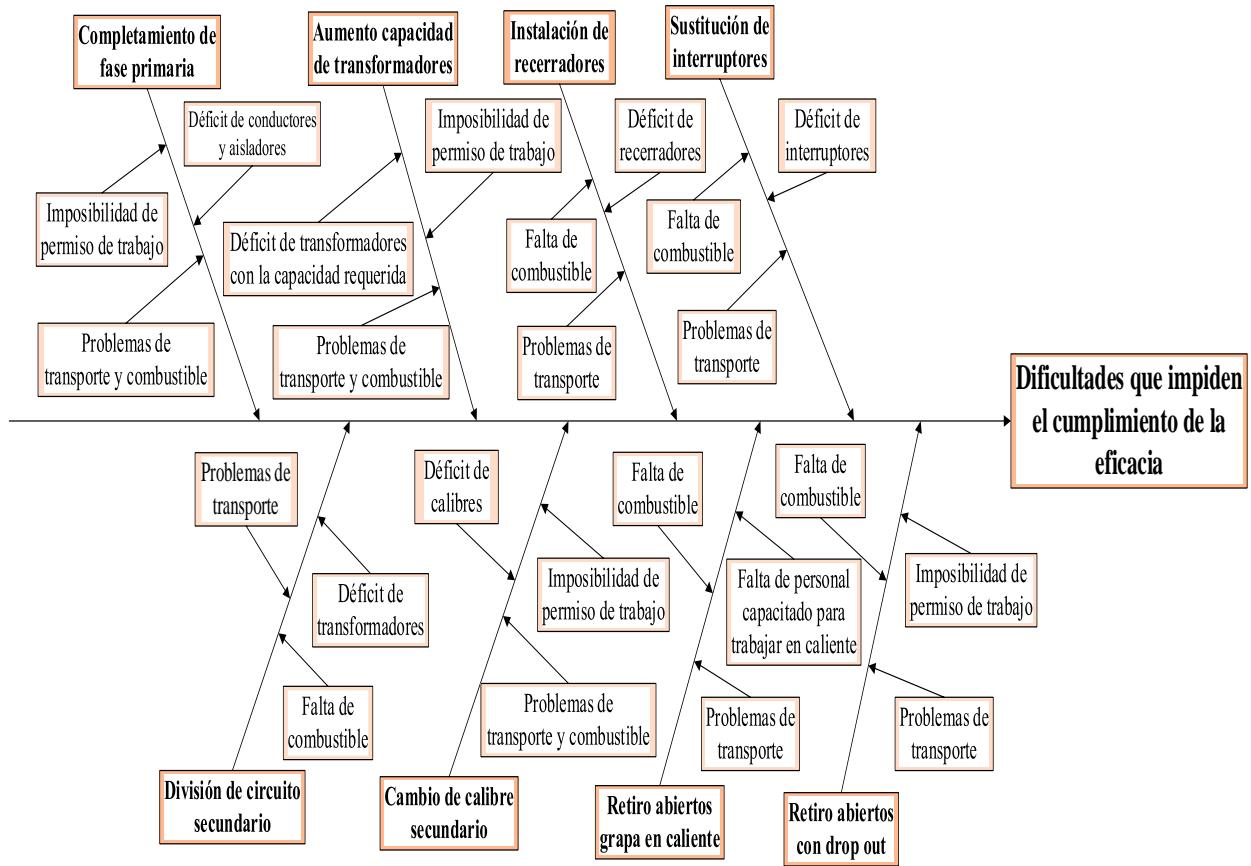 Completamiento de
fase primaria
Aumento capacidad
de transformadores
Instalación de
recerradores
Sustitución de
interruptores
Déficit de conductores
y aisladores
Imposibilidad de
permiso de trabajo
Déficit de
recerradores
Déficit de
interruptores
Imposibilidad de
permiso de trabajo
Déficit de transformadores
con la capacidad requerida
Falta de
combustible
Falta de
combustible
Problemas de
transporte y combustible
Problemas de
transporte y combustible
Problemas de
transporte
Problemas de
transporte
Dificultades que impiden
el cumplimiento de la
eficacia
Problemas de
transporte
Déficit de
calibres
Falta de
combustible
Falta de
combustible
Déficit de
transformadores
Imposibilidad de
permiso de trabajo
Falta de personal
capacitado para
trabajar en caliente
Imposibilidad de
permiso de trabajo
Falta de
combustible
Problemas de
transporte y combustible
Problemas de
transporte
Problemas de
transporte
División de circuito
secundario
Cambio de calibre
secundario
Retiro abiertos
grapa en caliente
Retiro abiertos
con drop out